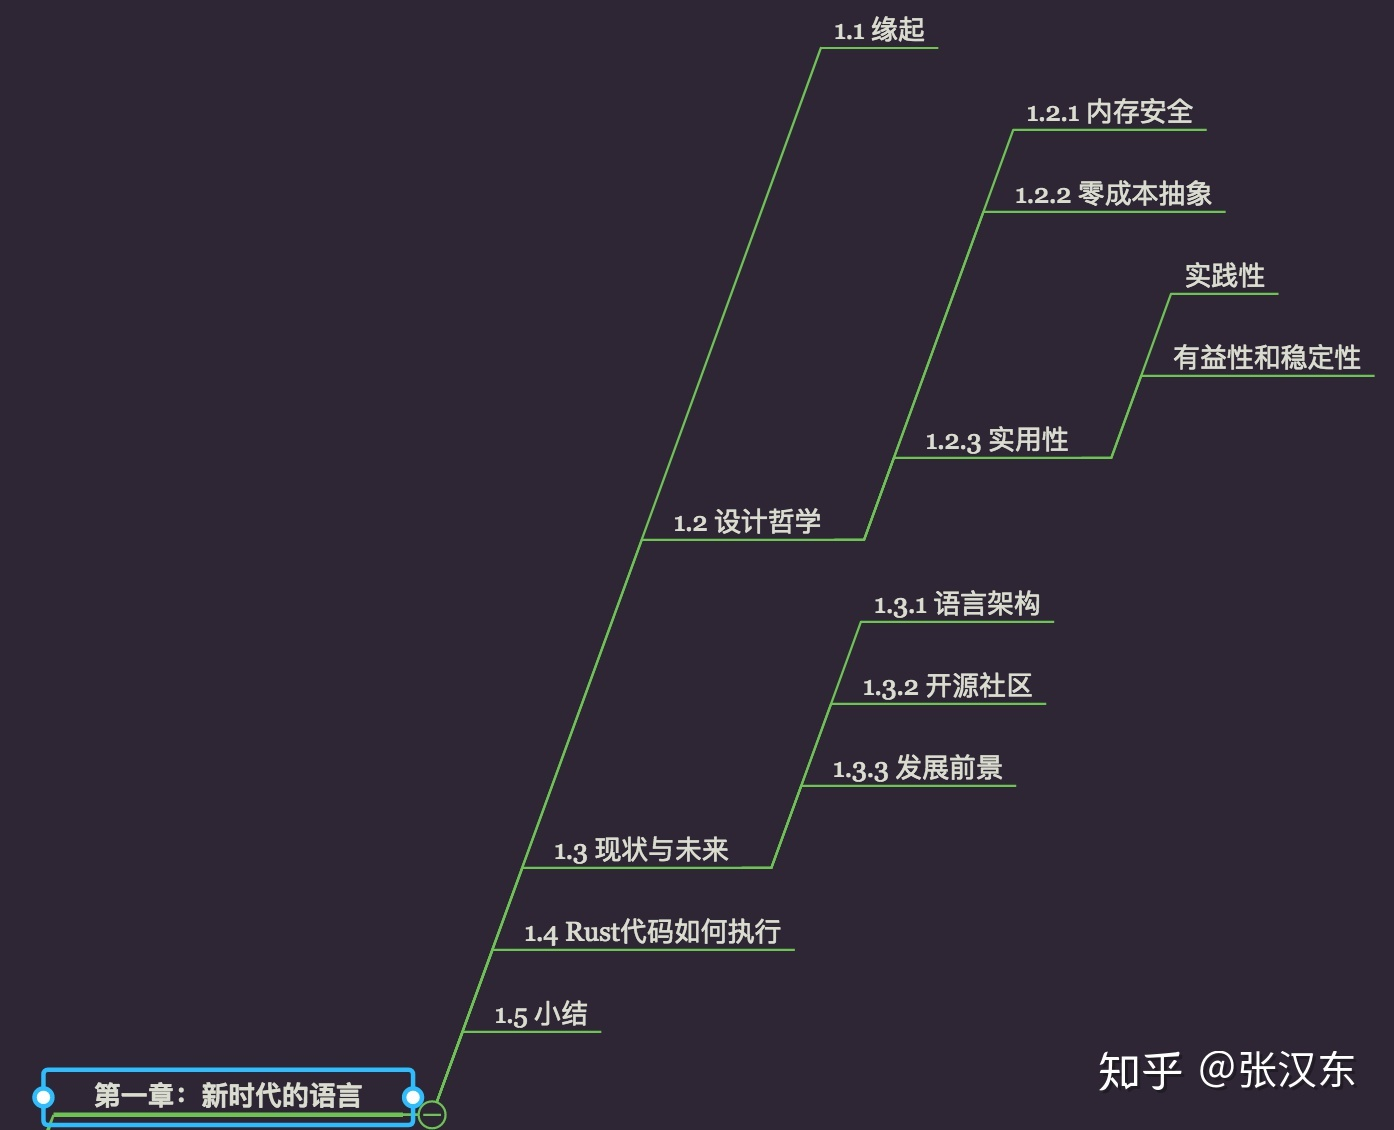 1.1 缘起
1.2.1 内存安全
1.2.2 零成本抽象
实践性
有益性和稳定性
1.2.3 实用性
1.2 设计哲学
1.3.1 语言架构
1.3.2 开源社区
1.3.3 发展前景
1.3 现状与未来
1.4 Rust代码如何执行
1.5 小结
第一章：新时代的语言
知乎 @张汉东